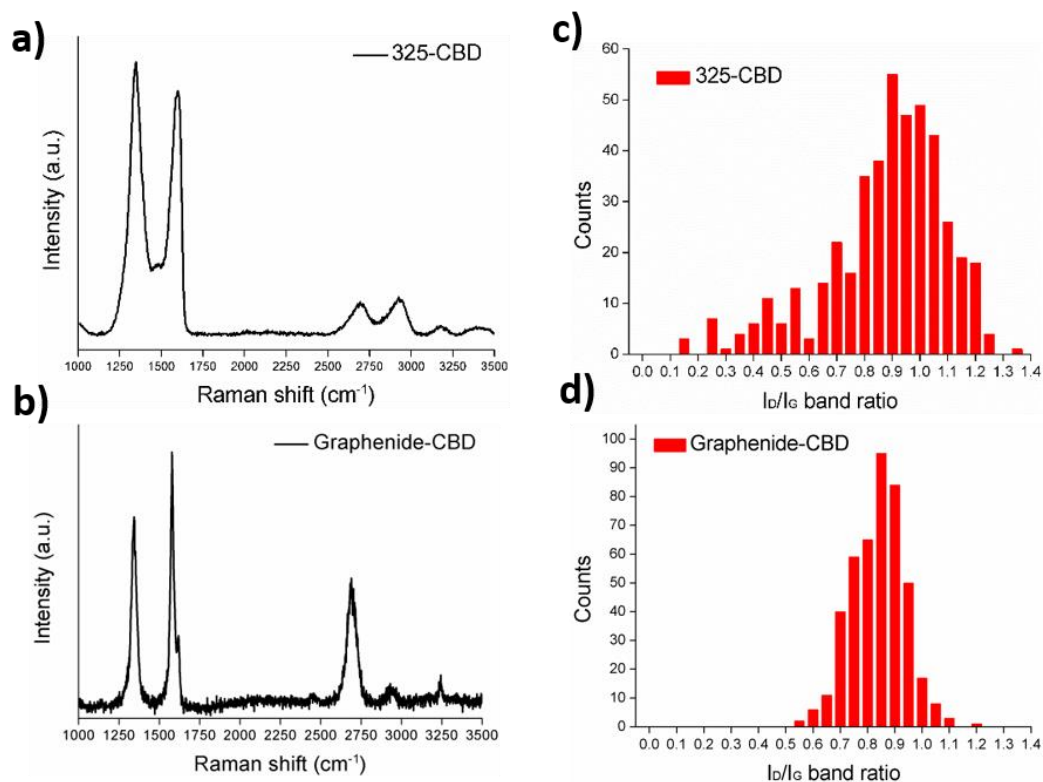 a)
325-CBD
Intensity (a.u.)
1000 1250 1500 1750 2000 2250 2500 2750 3000 3250 3500
Raman shift (cm⁻¹)
b)
Graphenide-CBD
Intensity (a.u.)
1000 1250 1500 1750 2000 2250 2500 2750 3000 3250 3500
Raman shift (cm⁻¹)
c)
60
325-CBD
50
40
30
20
10
0
Counts
0.0 0.1 0.2 0.3 0.4 0.5 0.6 0.7 0.8 0.9 1.0 1.1 1.2 1.3 1.4
I_D/I_G band ratio
d)
100
Graphenide-CBD
90
80
70
60
50
40
30
20
10
0
Counts
0.0 0.1 0.2 0.3 0.4 0.5 0.6 0.7 0.8 0.9 1.0 1.1 1.2 1.3 1.4
I_D/I_G band ratio